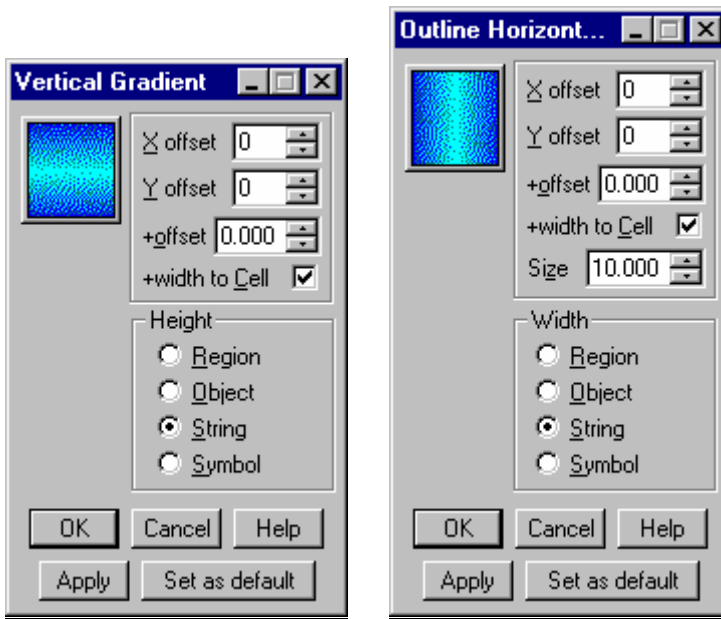 Vertical Gradient
X offset 0
Y offset 0
+offset 0.000
+width to Cell
Height
Region
Object
String
Symbol
OK Cancel Help
Apply Set as default
Outline Horizont...
X offset 0
Y offset 0
+offset 0.000
+width to Cell
Size 10.000
Width
Region
Object
String
Symbol
OK Cancel Help
Apply Set as default